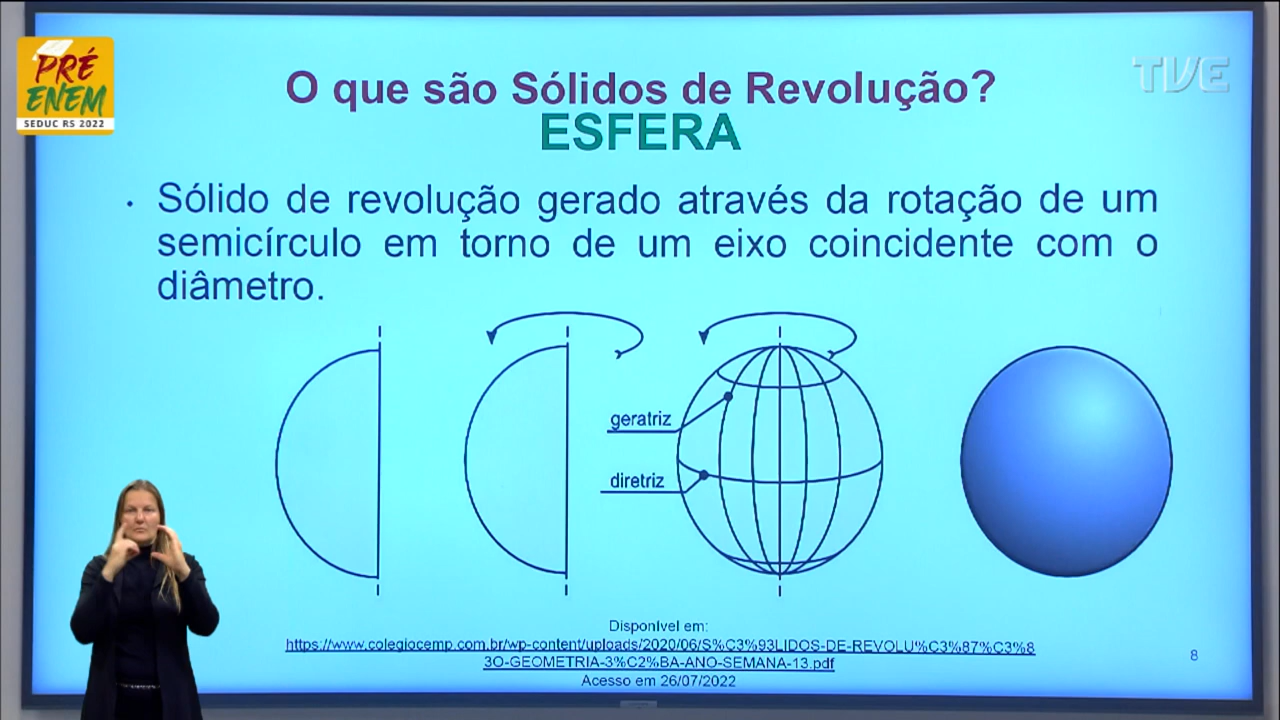 PRÉ
ENEM
SEDUC RS 2022
TVE
O que são Sólidos de Revolução?
ESFERA
• Sólido de revolução gerado através da rotação de um
semicírculo em torno de um eixo coincidente com o
diâmetro.
geratriz
diretriz
Disponível em:
https://www.colegiocemp.com.br/wp-content/uploads/2020/06/S%C3%93LIDOS-DE-REVOLU%C3%87%C3%8
3O-GEOMETRIA-3%C2%BA-ANO-SEMANA-13.pdf
Acesso em 26/07/2022
8